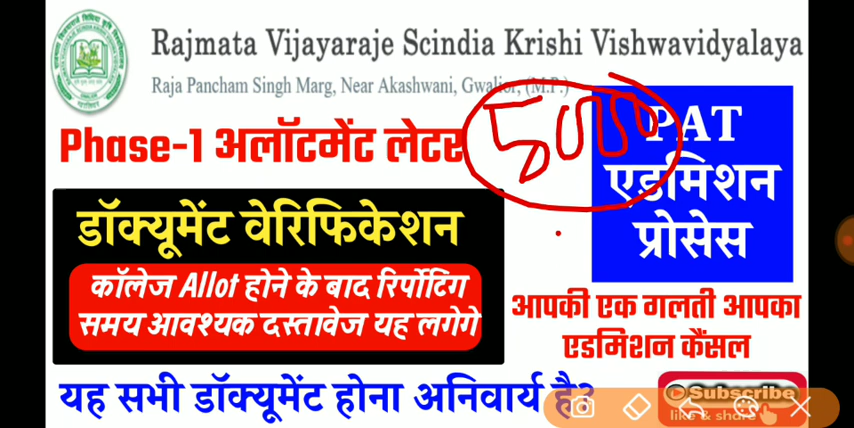 Rajmata Vijayaraje Scindia Krishi Vishwavidyalaya
Raja Pancham Singh Marg, Near Akashwani, Gwalior, (M.P.)
Phase-1 अलॉटमेंट लेटर
5000
PAT
एडमिशन
प्रोसेस
डॉक्यूमेंट वेरिफिकेशन
कॉलेज Allot होने के बाद रिर्पोटिंग
समय आवश्यक दस्तावेज यह लगेगे
आपकी एक गलती आपका
एडमिशन कैंसल
यह सभी डॉक्यूमेंट होना अनिवार्य है?
Subscribe
like & share